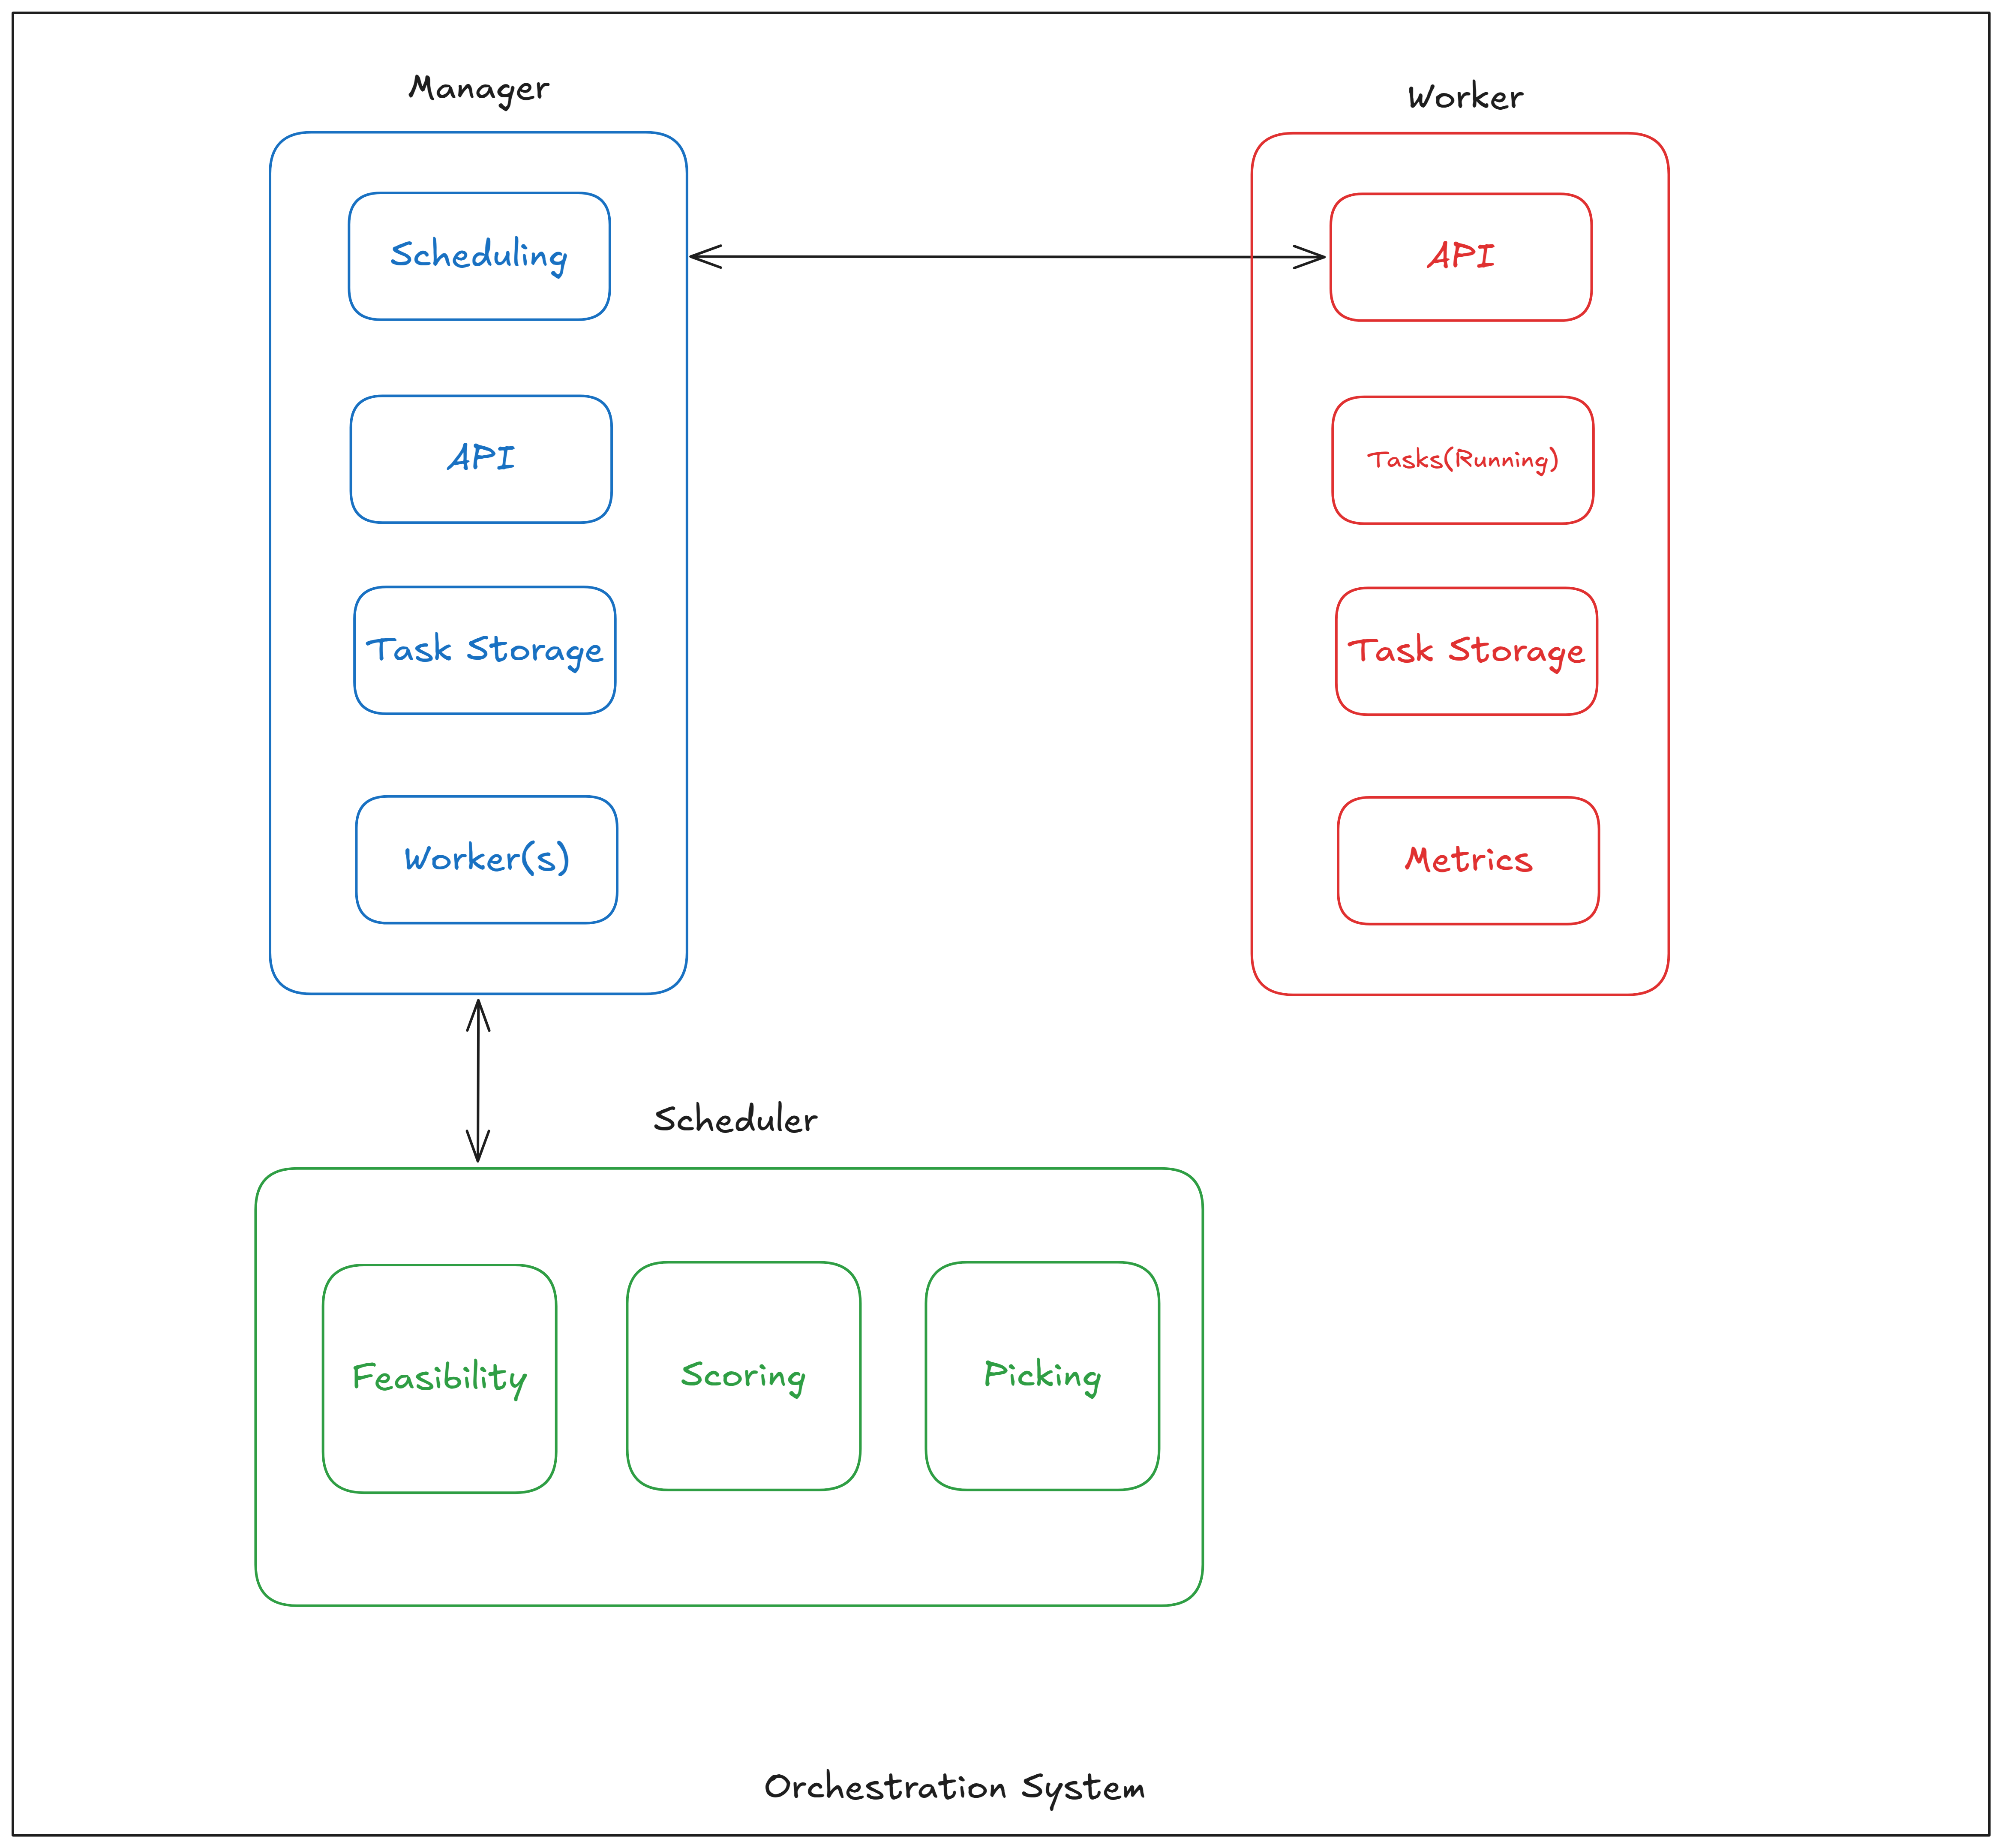 Manager
Worker
Scheduling
API
API
Tasks(Running)
Task Storage
Task Storage
Worker(s)
Metrics
Scheduler
Feasibility
Scoring
Picking
Orchestration System